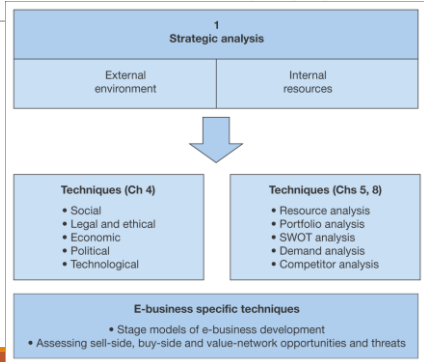 1
Strategic analysis
External
environment
Internal
resources
Techniques (Ch 4)
• Social
• Legal and ethical
• Economic
• Political
• Technological
Techniques (Chs 5, 8)
• Resource analysis
• Portfolio analysis
• SWOT analysis
• Demand analysis
• Competitor analysis
E-business specific techniques
• Stage models of e-business development
• Assessing sell-side, buy-side and value-network opportunities and threats